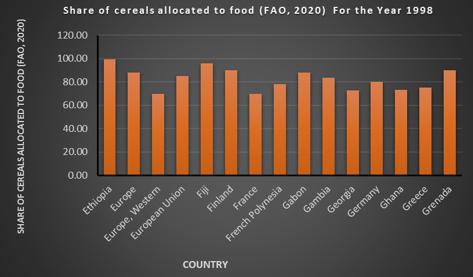 Share of cereals allocated to food (FAO, 2020) For the Year 1998
SHARE OF CEREALS ALLOCATED TO FOOD (FAO, 2020)
120.00
100.00
80.00
60.00
40.00
20.00
0.00
Ethiopia
Europe
Europe, Western
European Union
Fiji
Finland
France
French Polynesia
Gabon
Gambia
Georgia
Germany
Ghana
Greece
Grenada
COUNTRY